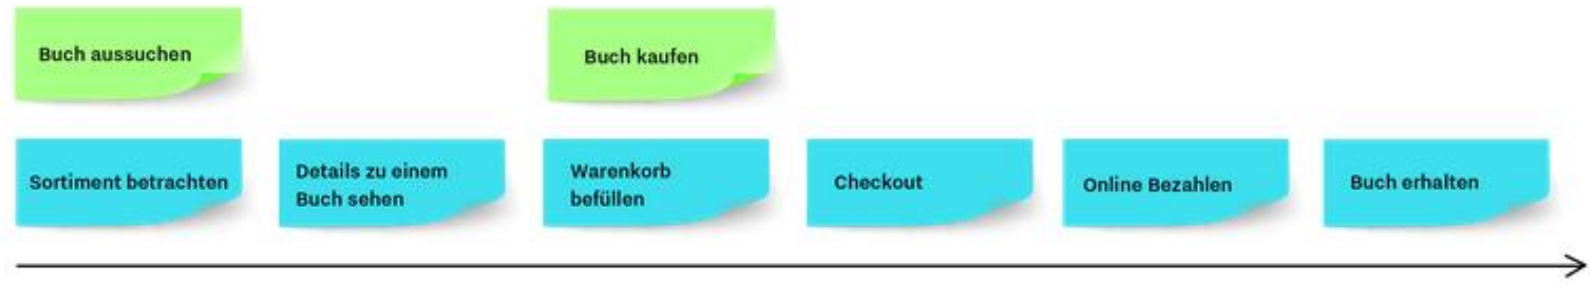 Buch aussuchen
Buch kaufen
Sortiment betrachten
Details zu einem
Buch sehen
Warenkorb
befüllen
Checkout
Online Bezahlen
Buch erhalten